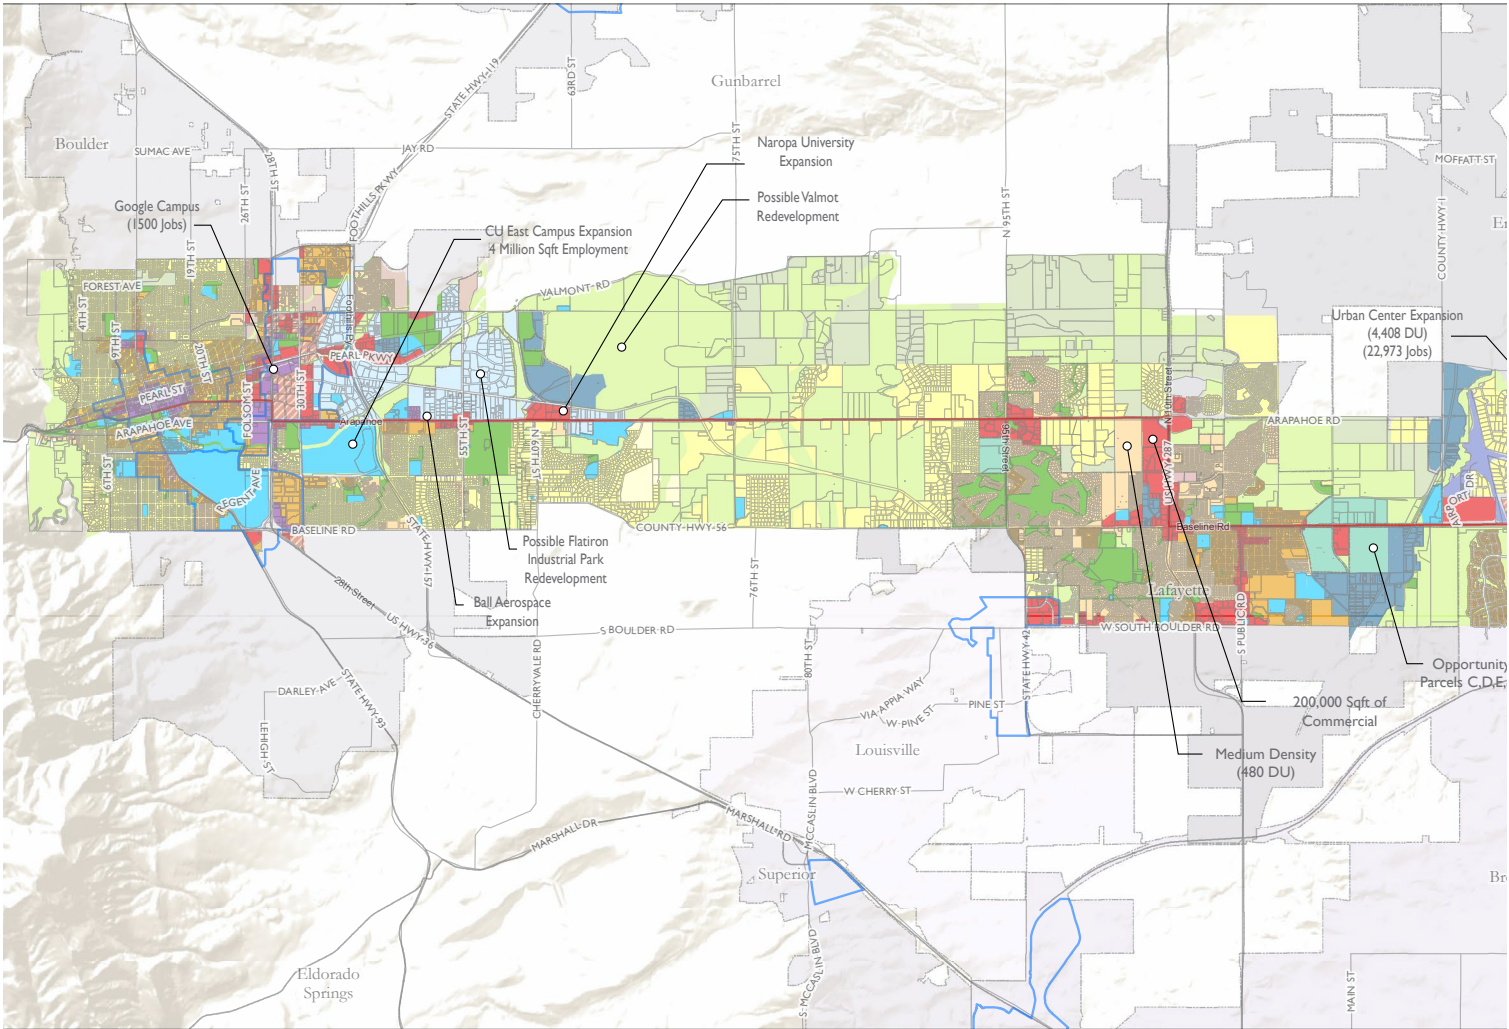 Gunbarrel
STATE HWY-119
63RD ST
75TH ST
Boulder
SUMAC AVE
JAY RD
28TH ST
26TH ST
19TH ST
FOOTHILLS PKWY
Naropa University
Expansion
Possible Valmot
Redevelopment
N 95TH ST
MOFFATT ST
COUNTY HWY-1
Google Campus
(1500 Jobs)
CU East Campus Expansion
4 Million Sqft Employment
VALMONT RD
Urban Center Expansion
(4,408 DU)
(22,973 Jobs)
FOREST AVE
4TH ST
9TH ST
20TH ST
PEARL ST
ARAPAHOE AVE
6TH ST
FOLSOM ST
30TH ST
PEARL PKWY
Arapahoe
55TH ST
N 60TH ST
95th Street
US HWY-287
ARAPAHOE RD
AIRPORT DR
REGENT AVE
BASELINE RD
STATE HWY-157
COUNTY-HWY-56
Baseline Rd
Possible Flatiron
Industrial Park
Redevelopment
Ball Aerospace
Expansion
28th Street
US HWY-36
76TH ST
S BOULDER RD
Lafayette
W SOUTH BOULDER RD
S PUBLIC RD
80TH ST
STATE HWY-42
CHERRYVALE RD
DARLEY AVE
STATE HWY-93
LEHIGH ST
VIA APPIA WAY
W PINE ST
PINE ST
Louisville
Opportunity
Parcels C,D,E,
200,000 Sqft of
Commercial
Medium Density
(480 DU)
W CHERRY ST
MCCASLIN BLVD
MARSHALL RD
MARSHALL DR
Superior
S MCCASLIN BLVD
Eldorado
Springs
MAIN ST
Er
Br